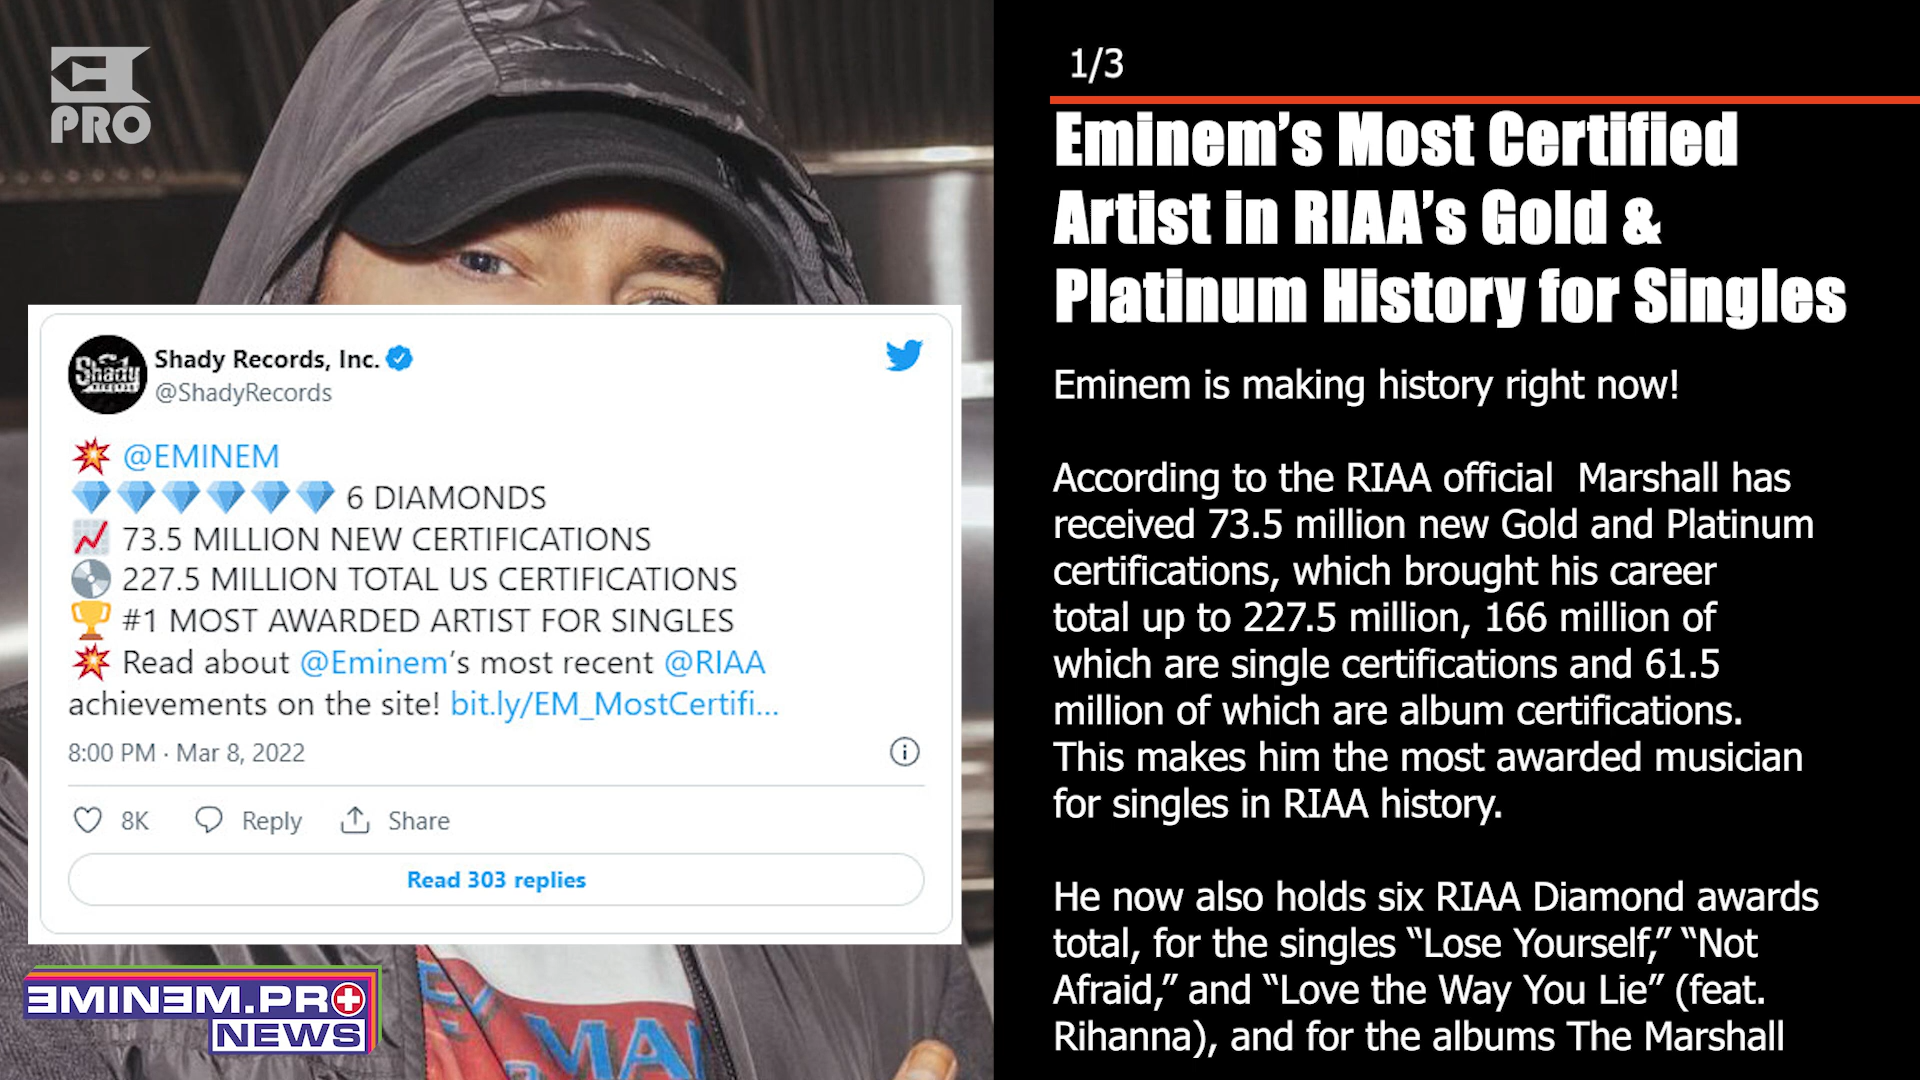 PRO
Shady Records, Inc.
@ShadyRecords
💥 @EMINEM
💎💎💎💎💎💎 6 DIAMONDS
📈 73.5 MILLION NEW CERTIFICATIONS
💿 227.5 MILLION TOTAL US CERTIFICATIONS
🏆 #1 MOST AWARDED ARTIST FOR SINGLES
💥 Read about @Eminem's most recent @RIAA
achievements on the site! bit.ly/EM_MostCertifi...
8:00 PM · Mar 8, 2022
8K Reply Share
Read 303 replies
EMINEM.PRO
NEWS
1/3
Eminem's Most Certified
Artist in RIAA's Gold &
Platinum History for Singles
Eminem is making history right now!
According to the RIAA official Marshall has
received 73.5 million new Gold and Platinum
certifications, which brought his career
total up to 227.5 million, 166 million of
which are single certifications and 61.5
million of which are album certifications.
This makes him the most awarded musician
for singles in RIAA history.
He now also holds six RIAA Diamond awards
total, for the singles “Lose Yourself,” “Not
Afraid,” and “Love the Way You Lie” (feat.
Rihanna), and for the albums The Marshall